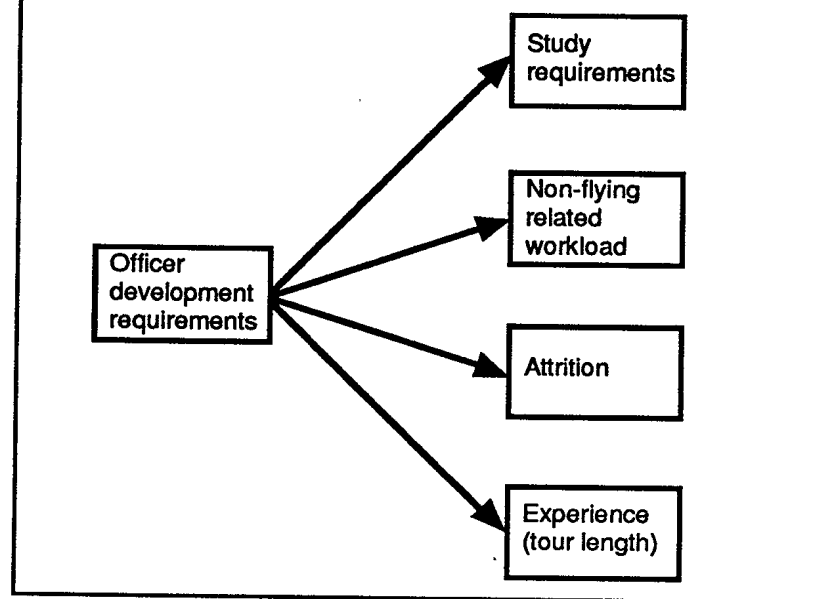 Study
requirements
Non-flying
related
workload
Officer
development
requirements
Attrition
Experience
(tour length)